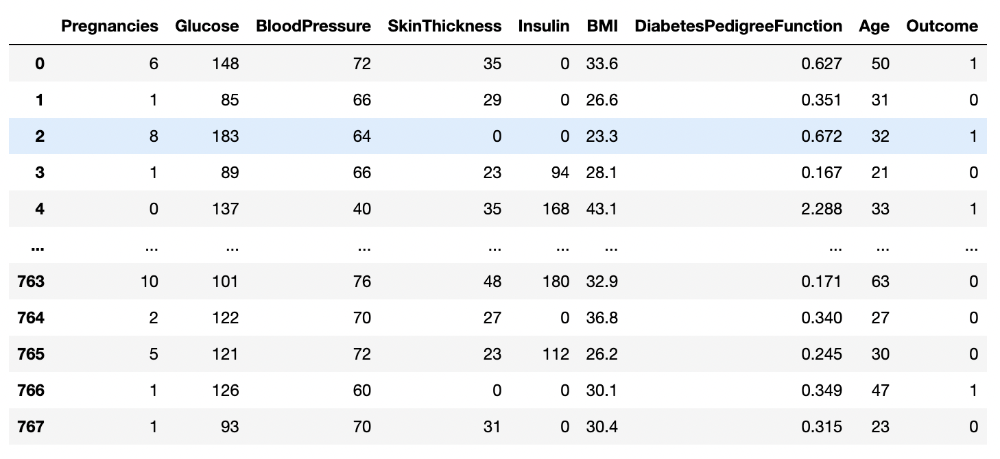 Pregnancies Glucose BloodPressure SkinThickness Insulin BMI DiabetesPedigreeFunction Age Outcome
0 6 148 72 35 0 33.6 0.627 50 1
1 1 85 66 29 0 26.6 0.351 31 0
2 8 183 64 0 0 23.3 0.672 32 1
3 1 89 66 23 94 28.1 0.167 21 0
4 0 137 40 35 168 43.1 2.288 33 1
... ... ... ... ... ... ... ... ... ...
763 10 101 76 48 180 32.9 0.171 63 0
764 2 122 70 27 0 36.8 0.340 27 0
765 5 121 72 23 112 26.2 0.245 30 0
766 1 126 60 0 0 30.1 0.349 47 1
767 1 93 70 31 0 30.4 0.315 23 0